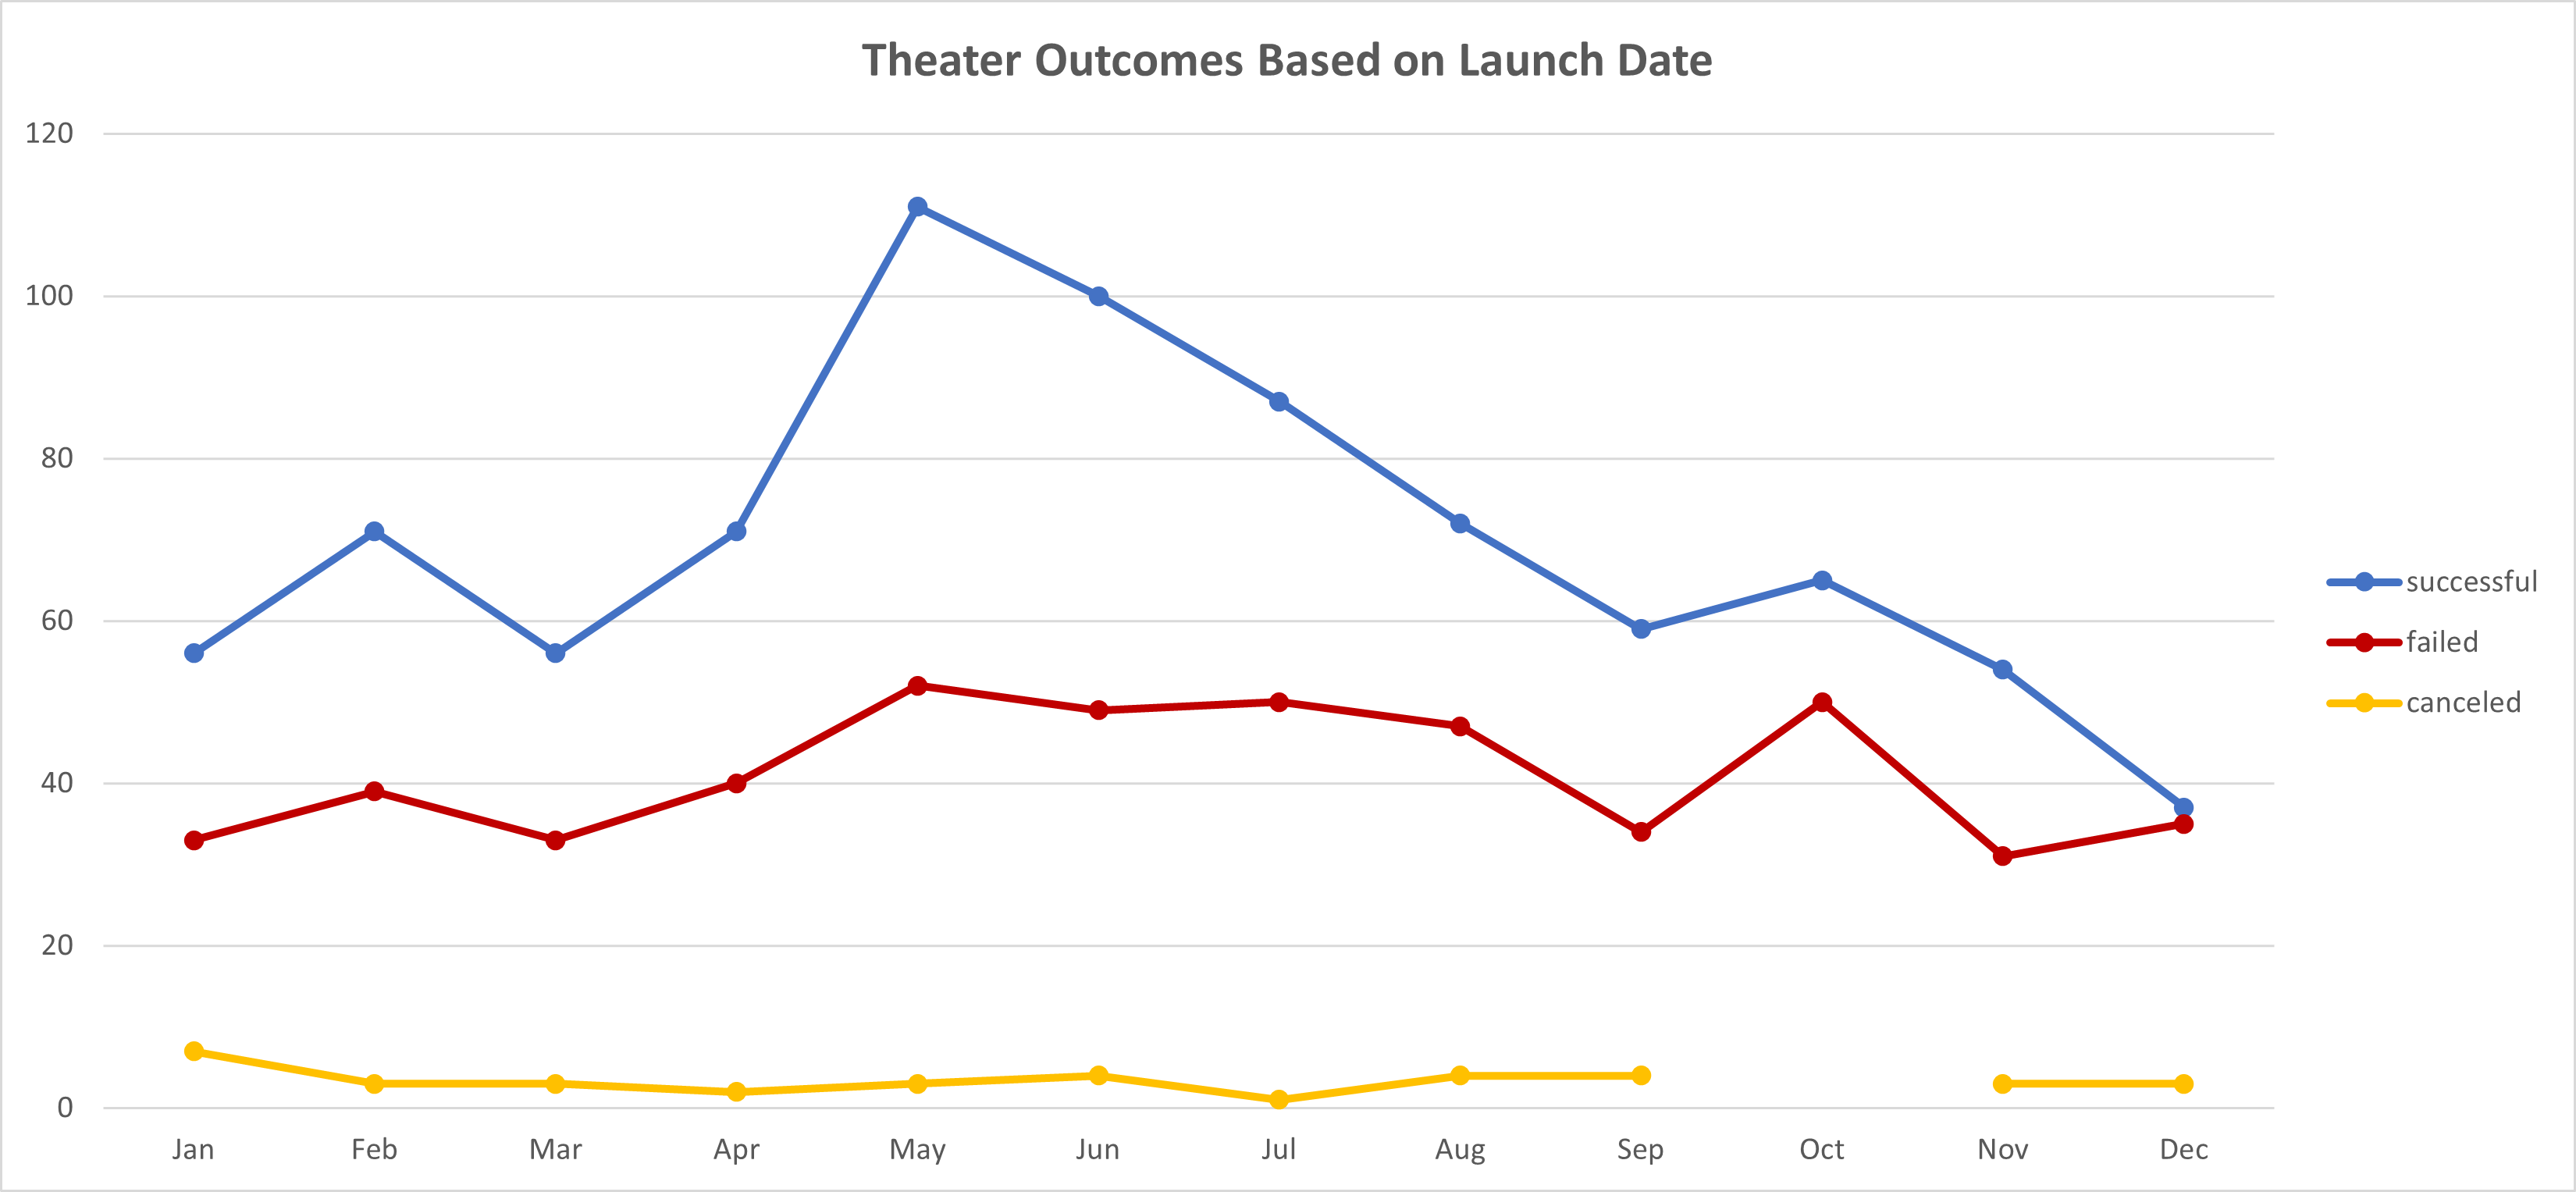 Theater Outcomes Based on Launch Date
120
100
80
60
40
20
0
Jan Feb Mar Apr May Jun Jul Aug Sep Oct Nov Dec
successful
failed
canceled